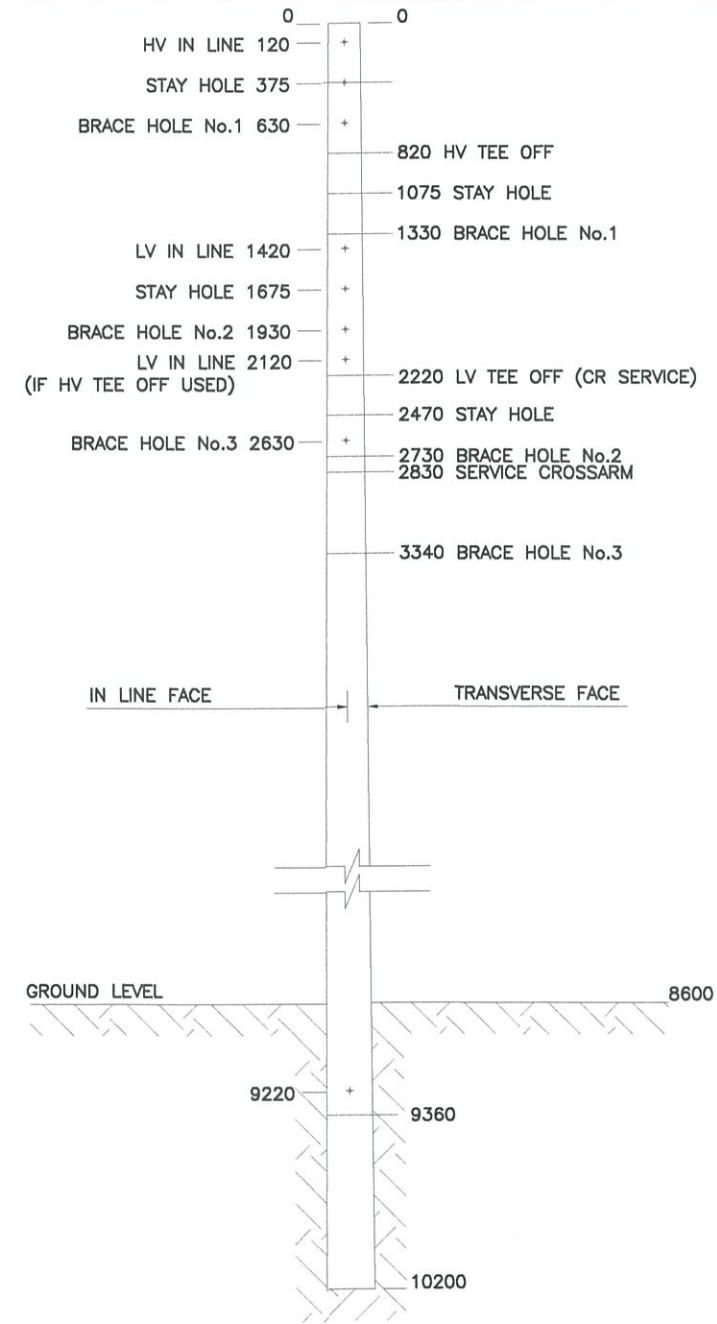 0 0
HV IN LINE 120
STAY HOLE 375
BRACE HOLE No.1 630
820 HV TEE OFF
1075 STAY HOLE
1330 BRACE HOLE No.1
LV IN LINE 1420
STAY HOLE 1675
BRACE HOLE No.2 1930
LV IN LINE 2120
(IF HV TEE OFF USED)
2220 LV TEE OFF (CR SERVICE)
2470 STAY HOLE
BRACE HOLE No.3 2630
2730 BRACE HOLE No.2
2830 SERVICE CROSSARM
3340 BRACE HOLE No.3
IN LINE FACE
TRANSVERSE FACE
GROUND LEVEL
8600
9220
9360
10200